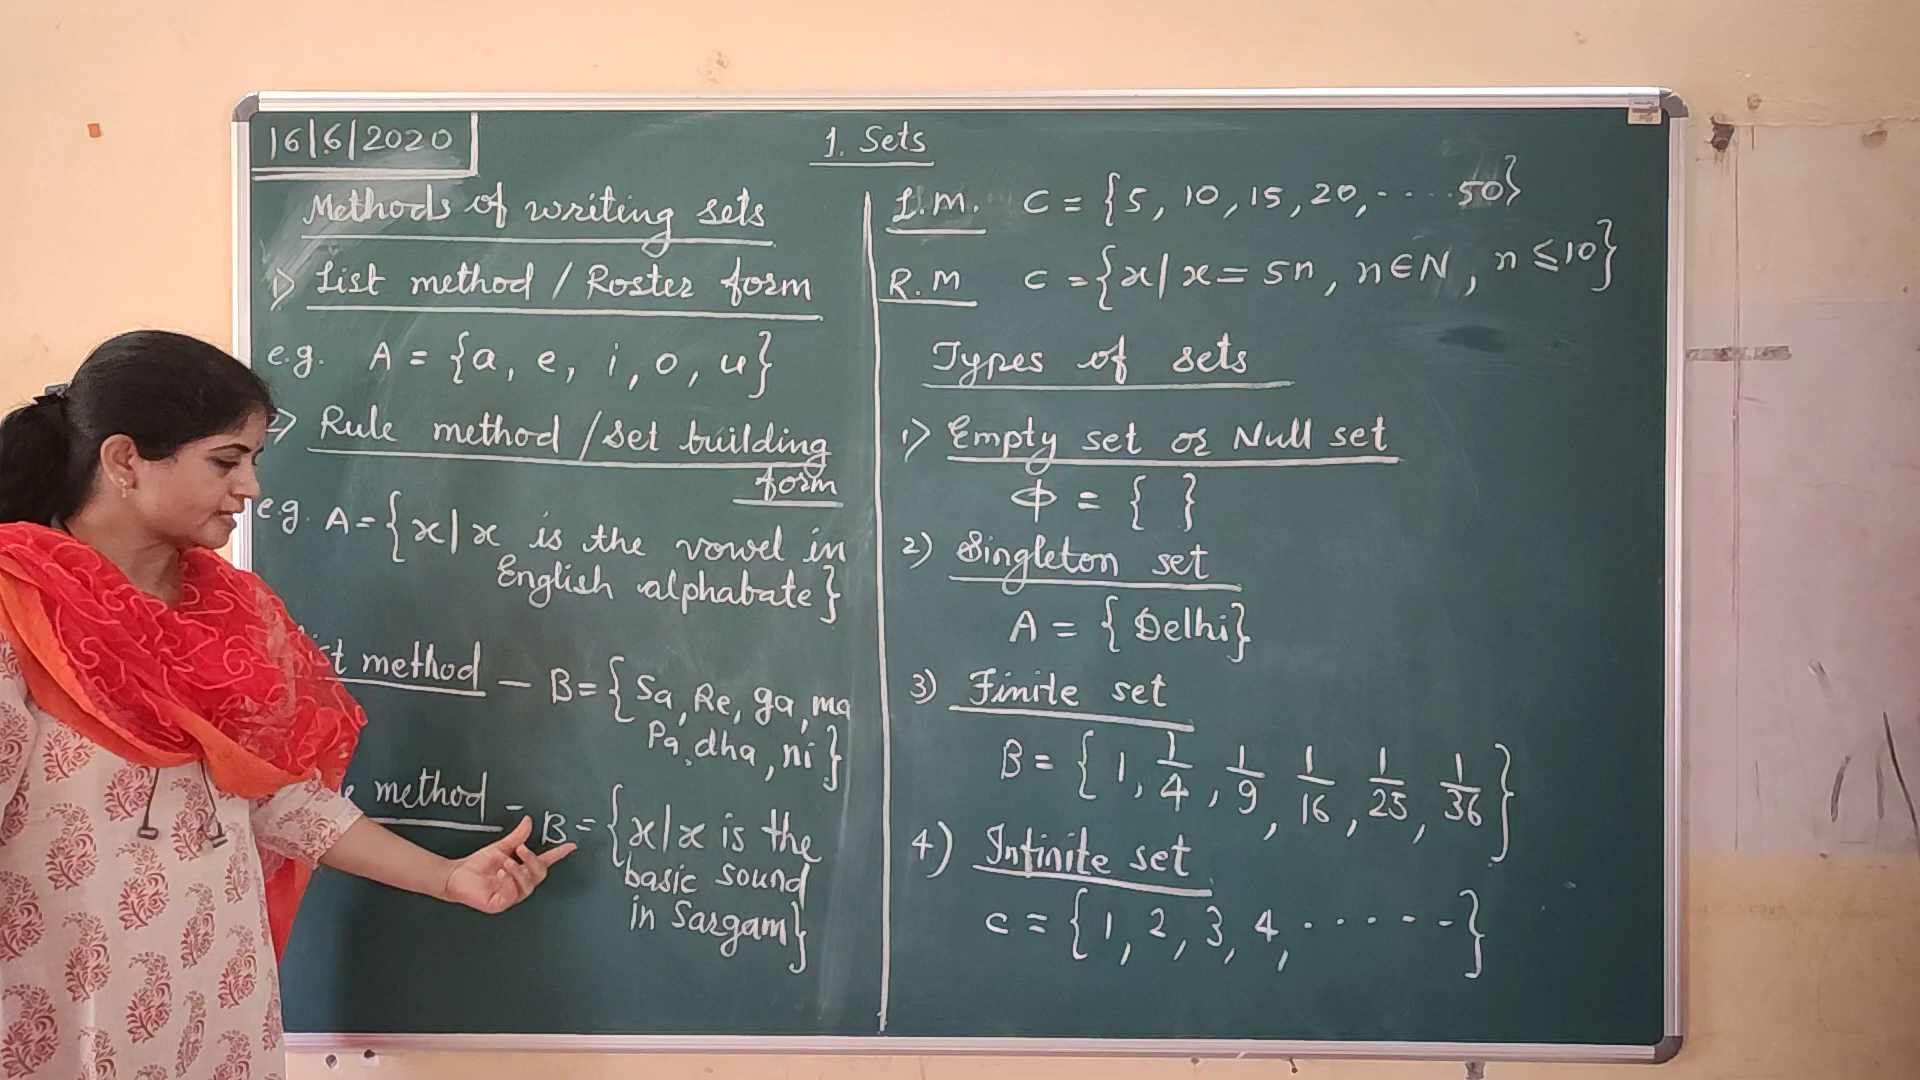 16/6/2020
1. Sets
Methods of writing sets
1) List method / Roster form
e.g. A = {a, e, i, o, u}
2) Rule method / Set building
form
e.g. A = {x/x is the vowel in
English alphabate}
method – B = {Sa, Re, ga, ma
Pa, dha, ni}
method – B = {x/x is the
basic sound
in Sargam}
L.M. C = {5, 10, 15, 20, - - - - 50}
R.M C = {x/x = 5n, n∈N, n ≤ 10}
Types of sets
1) Empty set or Null set
Φ = { }
2) Singleton set
A = {Delhi}
3) Finite set
B = {1, 1/4, 1/9, 1/16, 1/25, 1/36}
4) Infinite set
c = {1, 2, 3, 4, - - - - - -}